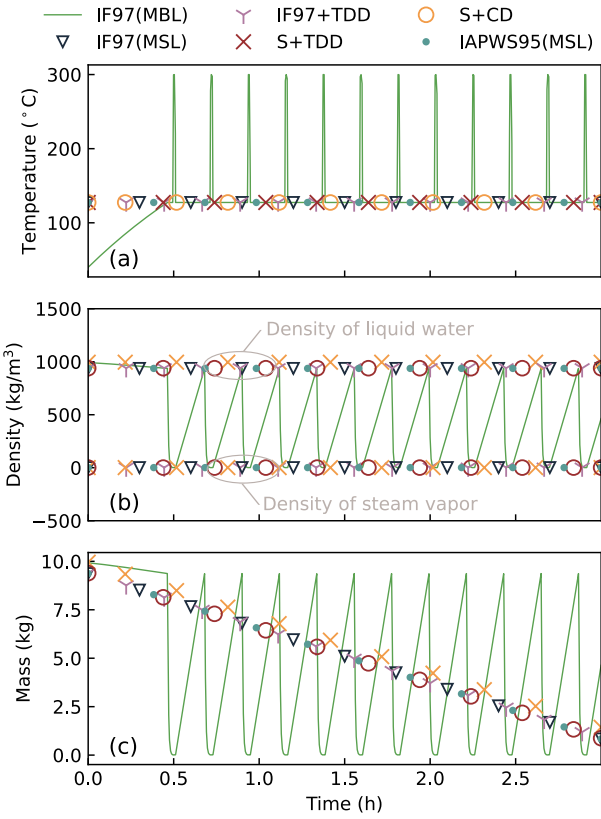 IF97(MBL) IF97+TDD S+CD
IF97(MSL) S+TDD IAPWS95(MSL)
300
200
100
Temperature (°C)
(a)
1500
1000
500
0
−500
Density (kg/m³)
Density of liquid water
Density of steam vapor
(b)
10.0
7.5
5.0
2.5
0.0
Mass (kg)
(c)
0.0 0.5 1.0 1.5 2.0 2.5
Time (h)